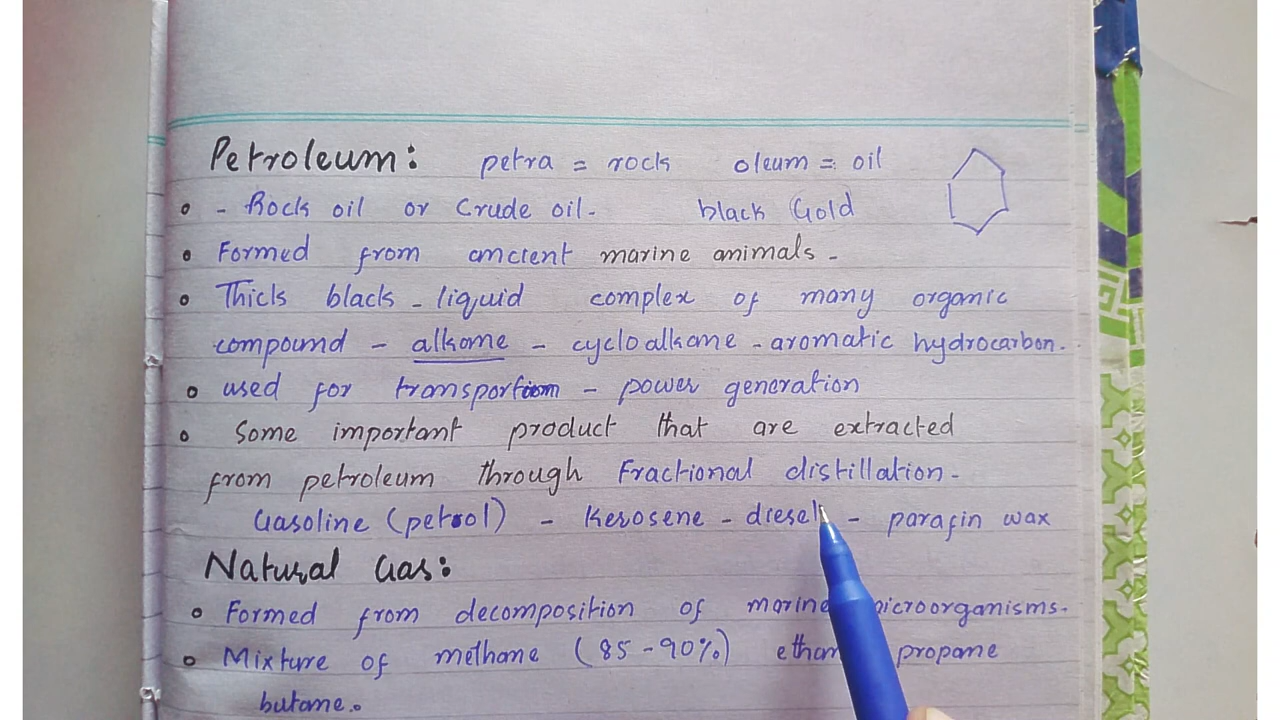 Petroleum: petra = rock oleum = oil
- Rock oil or Crude oil- black Gold
Formed from ancient marine animals -
Thick black - liquid complex of many organic
compound - alkane - cycloalkane - aromatic hydrocarbon.
used for transportion - power generation
Some important product that are extracted
from petroleum through Fractional distillation-
Gasoline (petrol) - Kerosene - diesel - parafin wax
Natural Gas:
Formed from decomposition of marine microorganisms.
Mixture of methane (85-90%) ethane propane
butane.